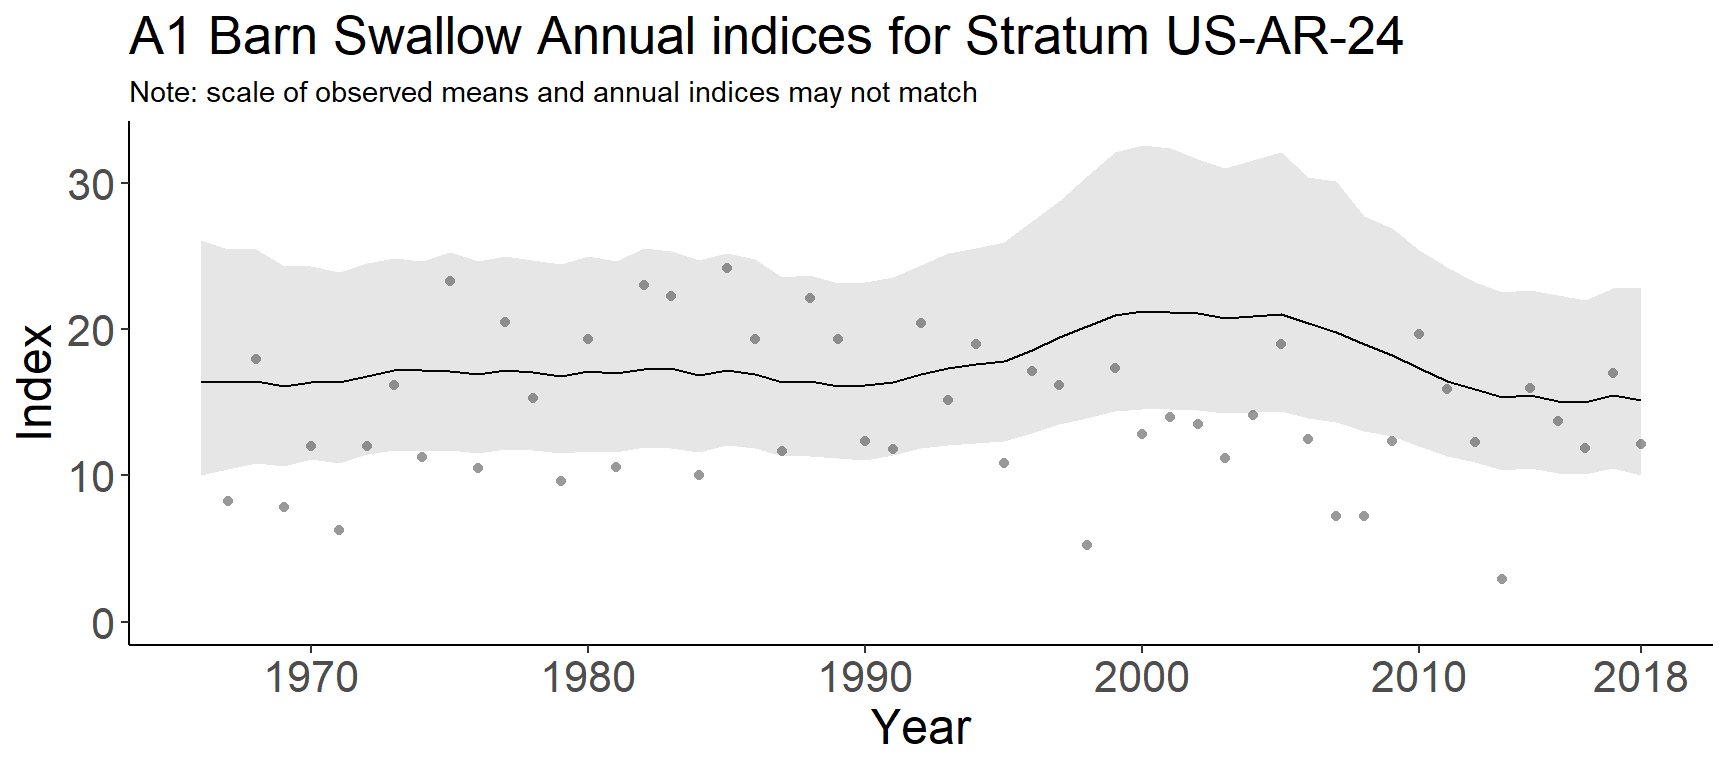 A1 Barn Swallow Annual indices for Stratum US-AR-24
Note: scale of observed means and annual indices may not match
30
20
10
0
Index
1970 1980 1990 2000 2010 2018
Year